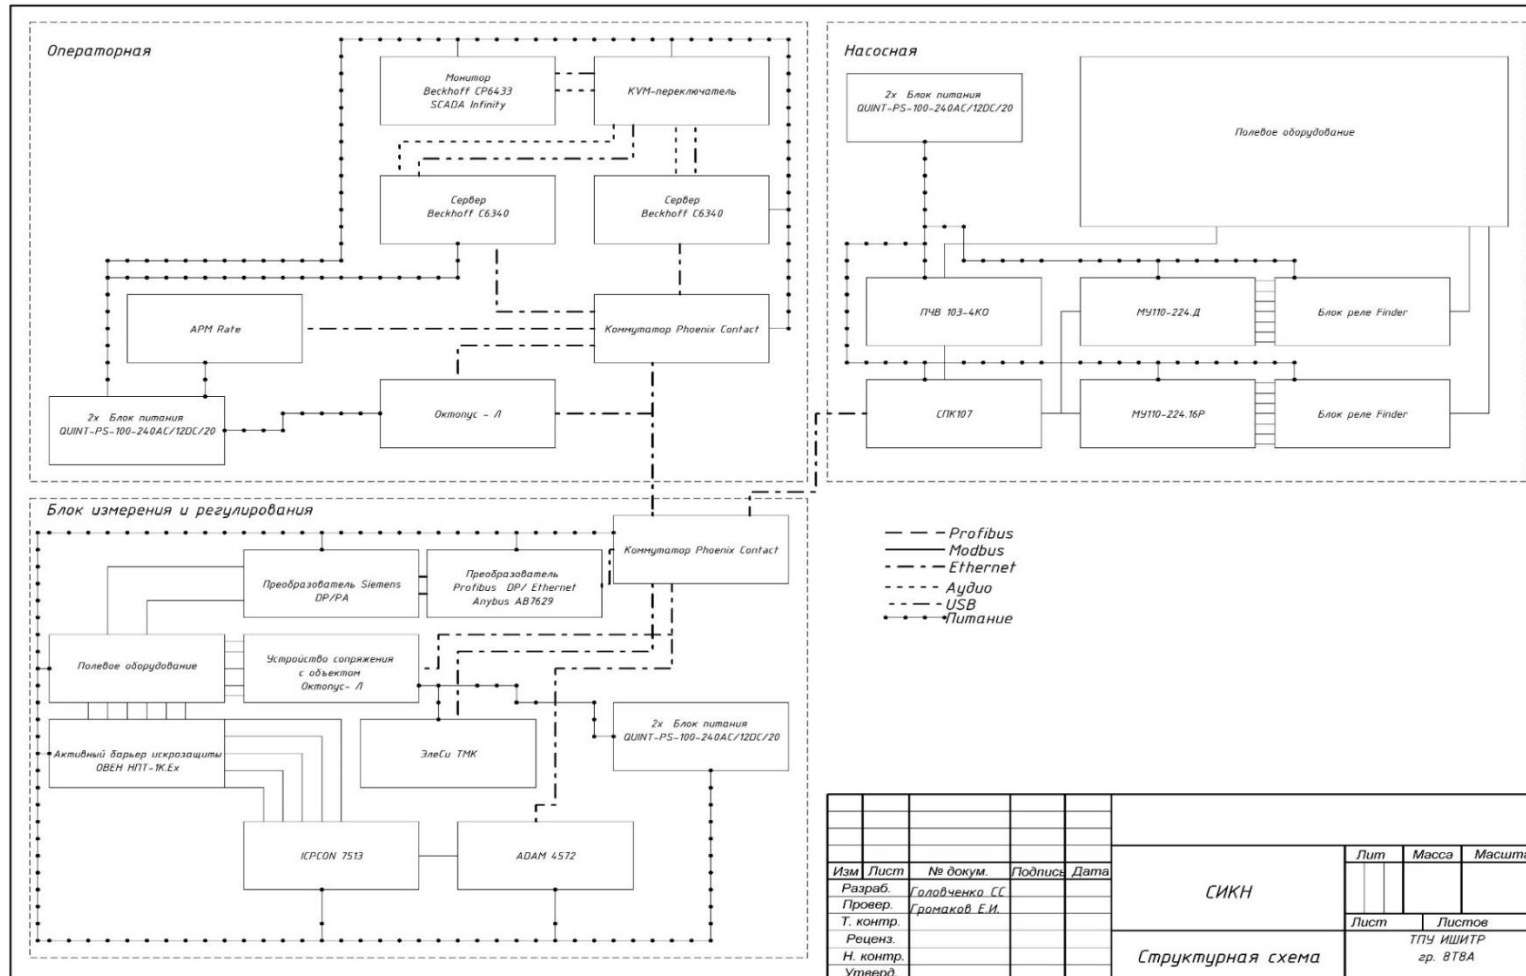 Операторная
Монитор
Beckhoff CP6433
SCADA Infinity
KVM-переключатель
Сервер
Beckhoff C6340
Сервер
Beckhoff C6340
АРМ Rate
Коммутатор Phoenix Contact
2x Блок питания
QUINT-PS-100-240AC/12DC/20
Октопус - Л
Насосная
2x Блок питания
QUINT-PS-100-240AC/12DC/20
Полевое оборудование
ПЧВ 103-4КО
МУ110-224.Д
Блок реле Finder
СПК107
МУ110-224.16Р
Блок реле Finder
Блок измерения и регулирования
Коммутатор Phoenix Contact
Преобразователь Siemens
DP/PA
Преобразователь
Profibus DP/ Ethernet
Anybus AB7629
Полевое оборудование
Устройство сопряжения
с объектом
Октопус- Л
Активный барьер искрозащиты
ОВЕН НПТ-1К.Ех
ЭлеСи ТМК
2x Блок питания
QUINT-PS-100-240AC/12DC/20
ICPCON 7513
ADAM 4572
Profibus
Modbus
Ethernet
Аудио
USB
Питание
Изм Лист № докум. Подпись Дата
Разраб. Головченко СС
Провер. Громаков Е.И.
Т. контр.
Реценз.
Н. контр.
Утверд.
СИКН
Структурная схема
Лит Масса Масшта
Лист Листов
ТПУ ИШИТР
гр. 8Т8А